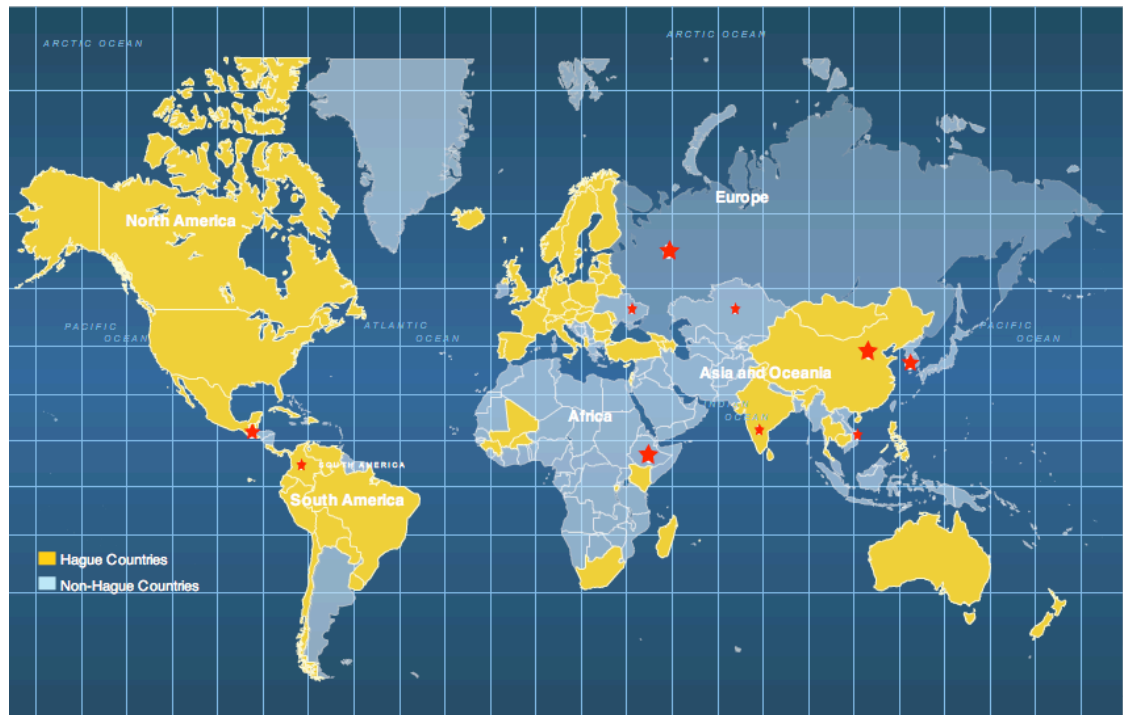 ARCTIC OCEAN
ARCTIC OCEAN
Europe
North America
PACIFIC
OCEAN
ATLANTIC
OCEAN
PACIFIC
OCEAN
Asia and Oceania
INDIAN
OCEAN
Africa
SOUTH AMERICA
South America
Hague Countries
Non-Hague Countries